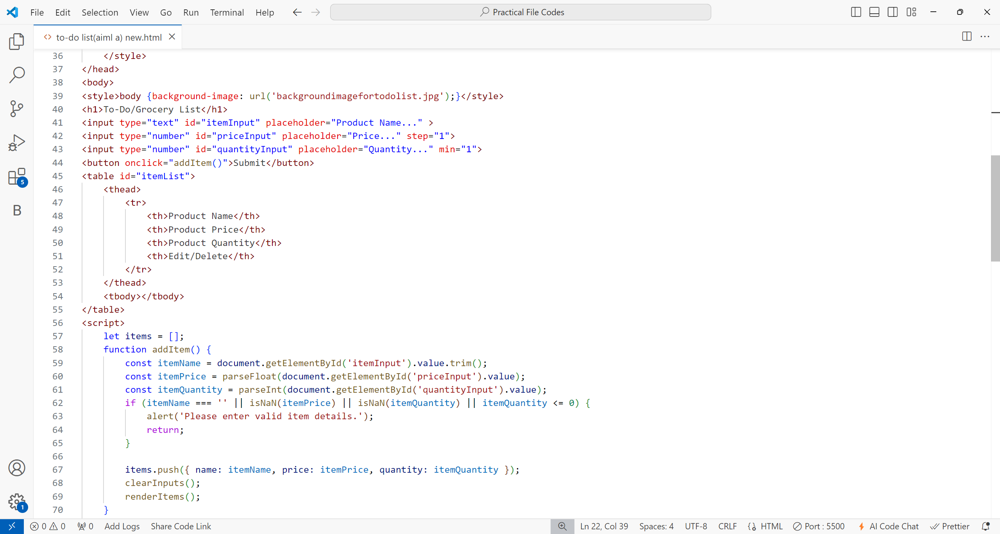 File Edit Selection View Go Run Terminal Help Practical File Codes
to-do list(aiml a) new.html
36 </style>
37 </head>
38 <body>
39 <style>body {background-image: url('backgroundimagefortodolist.jpg');}</style>
40 <h1>To-Do/Grocery List</h1>
41 <input type="text" id="itemInput" placeholder="Product Name..." >
42 <input type="number" id="priceInput" placeholder="Price..." step="1">
43 <input type="number" id="quantityInput" placeholder="Quantity..." min="1">
44 <button onclick="addItem()">Submit</button>
45 <table id="itemList">
46 <thead>
47 <tr>
48 <th>Product Name</th>
49 <th>Product Price</th>
50 <th>Product Quantity</th>
51 <th>Edit/Delete</th>
52 </tr>
53 </thead>
54 <tbody></tbody>
55 </table>
56 <script>
57 let items = [];
58 function addItem() {
59 const itemName = document.getElementById('itemInput').value.trim();
60 const itemPrice = parseFloat(document.getElementById('priceInput').value);
61 const itemQuantity = parseInt(document.getElementById('quantityInput').value);
62 if (itemName === '' || isNaN(itemPrice) || isNaN(itemQuantity) || itemQuantity <= 0) {
63 alert('Please enter valid item details.');
64 return;
65 }
66
67 items.push({ name: itemName, price: itemPrice, quantity: itemQuantity });
68 clearInputs();
69 renderItems();
70 }
5
B
1
0 0 0 Add Logs Share Code Link Ln 22, Col 39 Spaces: 4 UTF-8 CRLF HTML Port : 5500 AI Code Chat Prettier